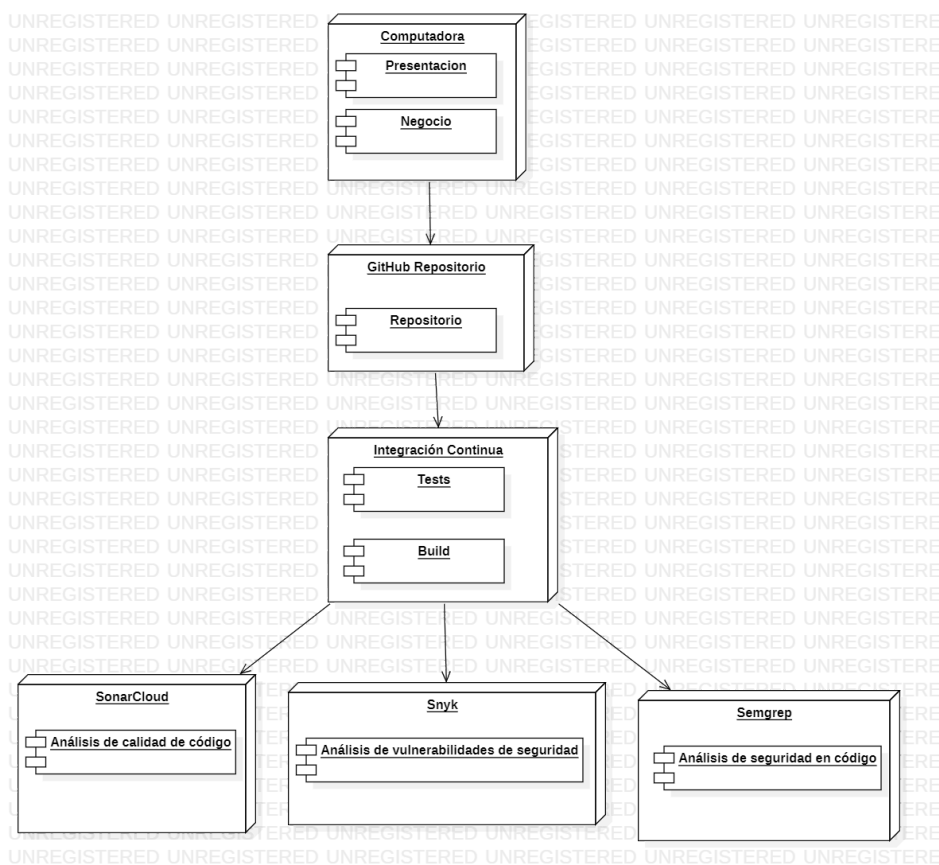 Computadora
Presentacion
Negocio
GitHub Repositorio
Repositorio
Integración Continua
Tests
Build
SonarCloud
Análisis de calidad de código
Snyk
Análisis de vulnerabilidades de seguridad
Semgrep
Análisis de seguridad en código
UNREGISTERED